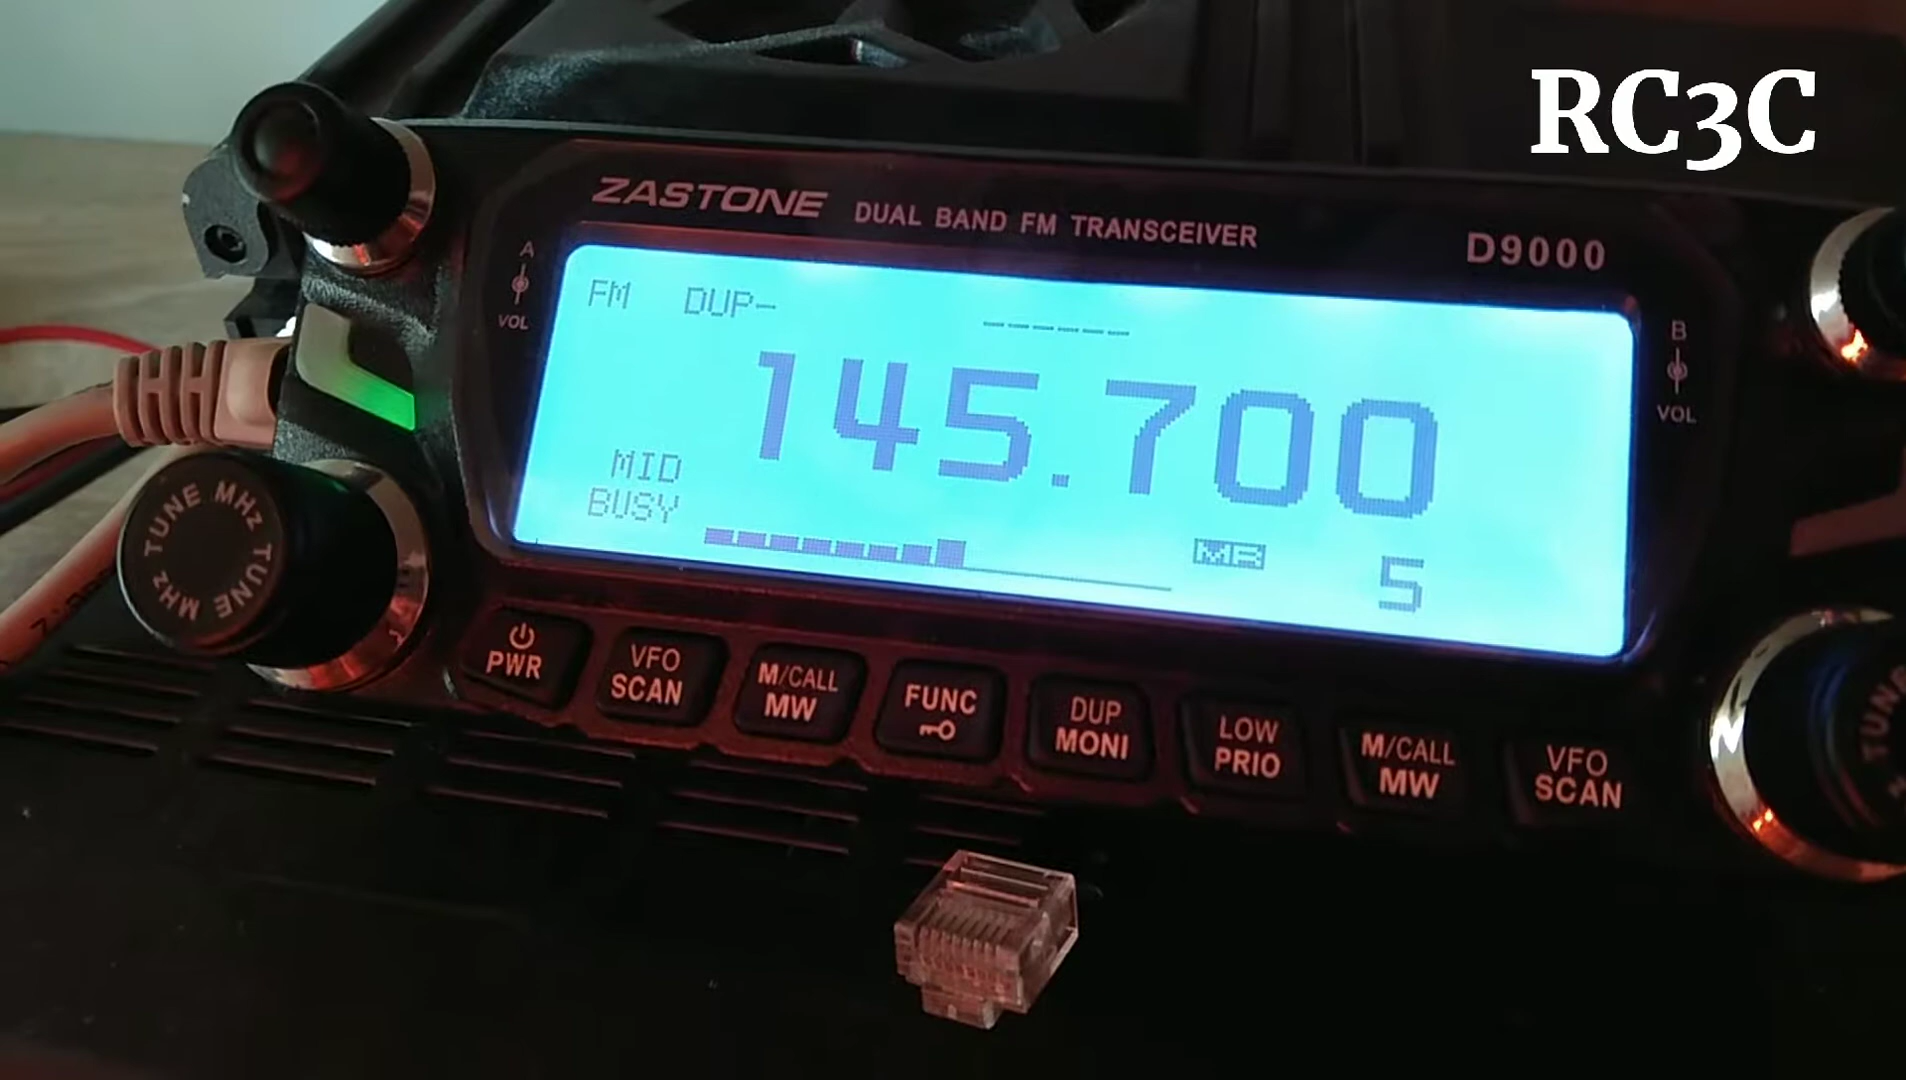 RC3C
ZASTONE DUAL BAND FM TRANSCEIVER D9000
A
VOL
B
VOL
FM DUP-
145.700
MID
BUSY
MR 5
TUNE MHz TUNE MHz
PWR
VFO
SCAN
M/CALL
MW
FUNC
DUP
MONI
LOW
PRIO
M/CALL
MW
VFO
SCAN